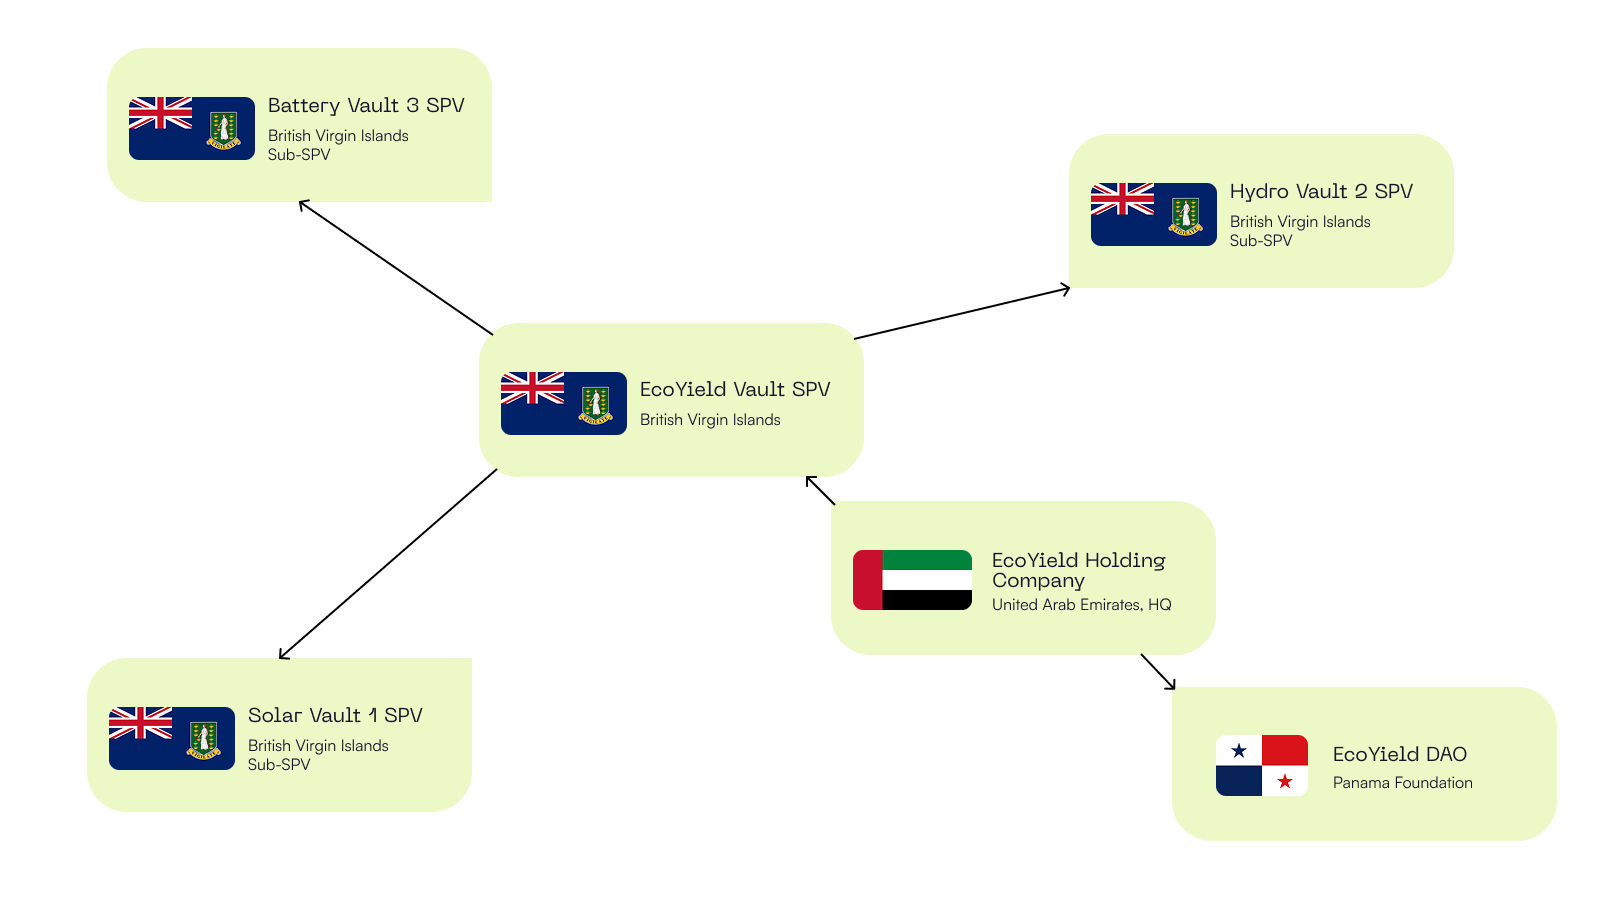 Battery Vault 3 SPV
British Virgin Islands
Sub-SPV
Hydro Vault 2 SPV
British Virgin Islands
Sub-SPV
EcoYield Vault SPV
British Virgin Islands
EcoYield Holding
Company
United Arab Emirates, HQ
Solar Vault 1 SPV
British Virgin Islands
Sub-SPV
EcoYield DAO
Panama Foundation